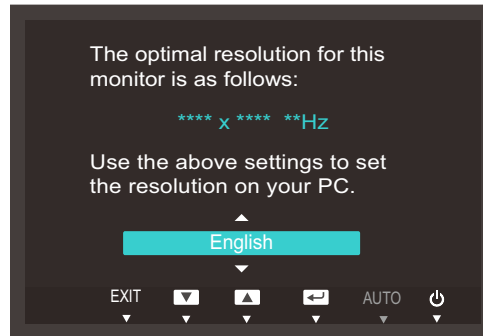 The optimal resolution for this
monitor is as follows:
**** x **** **Hz
Use the above settings to set
the resolution on your PC.
English
EXIT AUTO